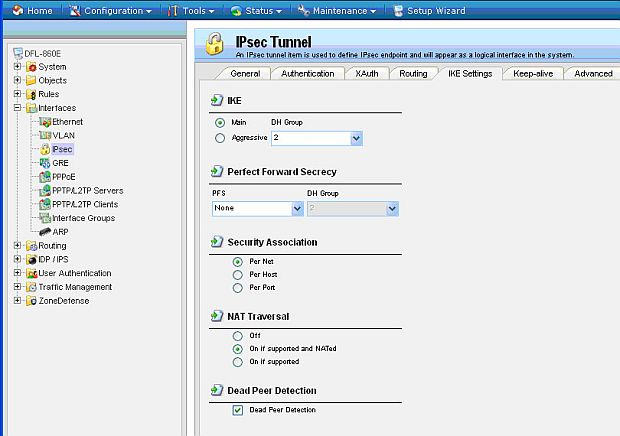 Home Configuration Tools Status Maintenance Setup Wizard
DFL-860E
System
Objects
Rules
Interfaces
Ethernet
VLAN
IPsec
GRE
PPPoE
PPTP/L2TP Servers
PPTP/L2TP Clients
Interface Groups
ARP
Routing
IDP / IPS
User Authentication
Traffic Management
ZoneDefense
IPsec Tunnel
An IPsec tunnel item is used to define IPsec endpoint and will appear as a logical interface in the system.
General Authentication XAuth Routing IKE Settings Keep-alive Advanced
IKE
Main DH Group
Aggressive 2
Perfect Forward Secrecy
PFS DH Group
None 2
Security Association
Per Net
Per Host
Per Port
NAT Traversal
Off
On if supported and NATed
On if supported
Dead Peer Detection
Dead Peer Detection